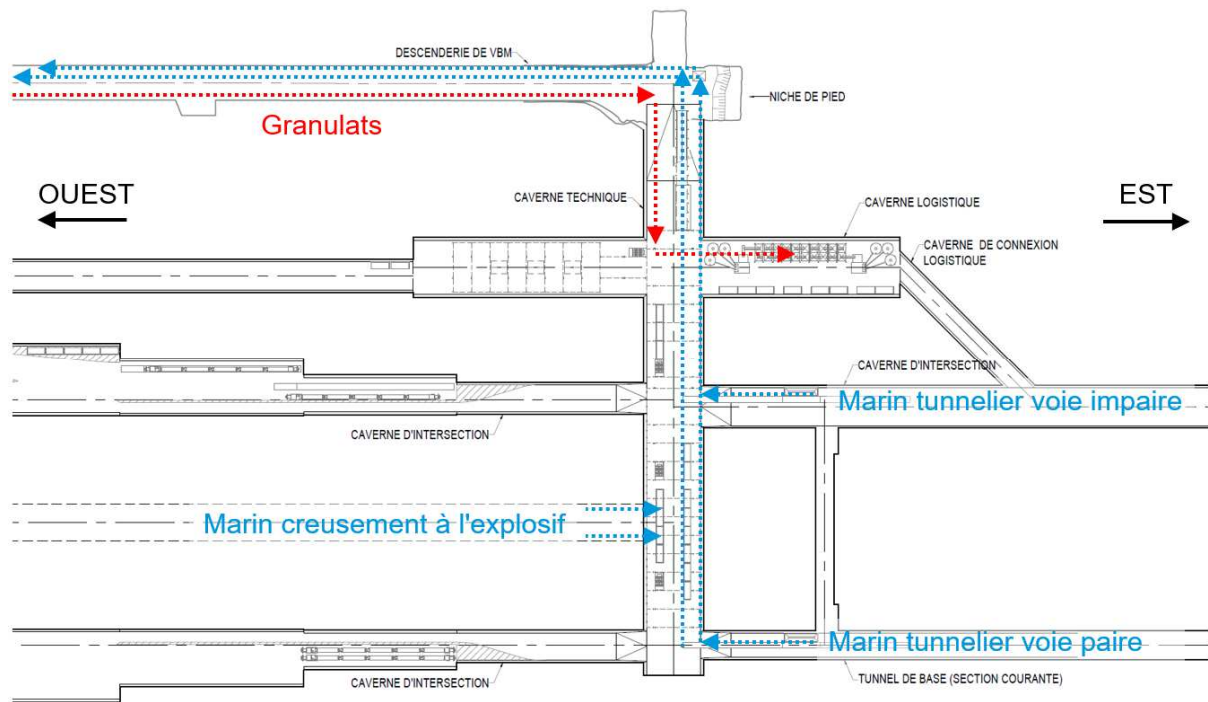 DESCENDERIE DE VBM
NICHE DE PIED
Granulats
OUEST
EST
CAVERNE TECHNIQUE
CAVERNE LOGISTIQUE
CAVERNE DE CONNEXION
LOGISTIQUE
CAVERNE D'INTERSECTION
Marin tunnelier voie impaire
CAVERNE D'INTERSECTION
Marin creusement à l'explosif
Marin tunnelier voie paire
CAVERNE D'INTERSECTION
TUNNEL DE BASE (SECTION COURANTE)